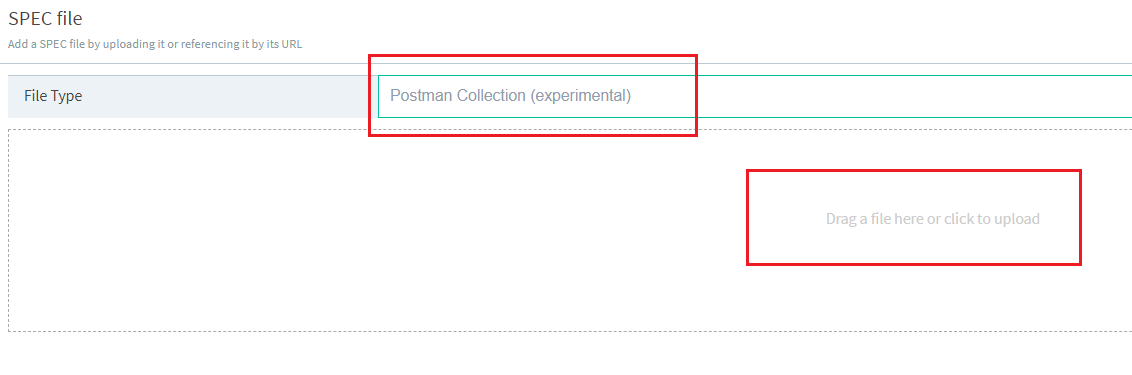 SPEC file
Add a SPEC file by uploading it or referencing it by its URL
File Type
Postman Collection (experimental)
Drag a file here or click to upload